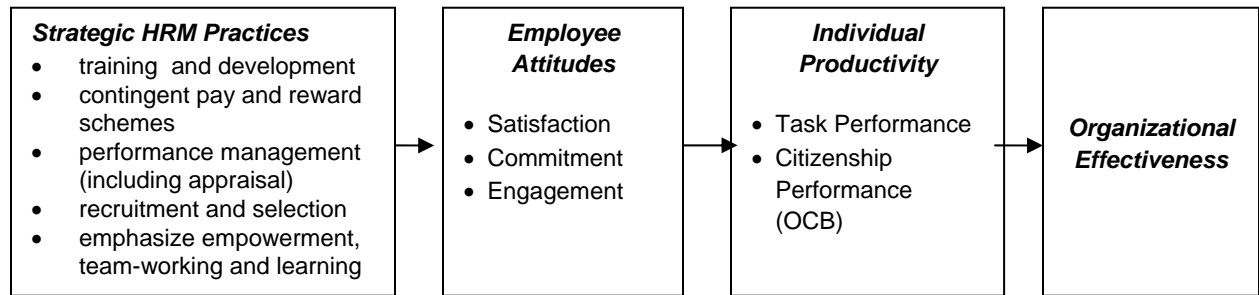 Strategic HRM Practices
• training and development
• contingent pay and reward
schemes
• performance management
(including appraisal)
• recruitment and selection
• emphasize empowerment,
team-working and learning
Employee
Attitudes
• Satisfaction
• Commitment
• Engagement
Individual
Productivity
• Task Performance
• Citizenship
Performance
(OCB)
Organizational
Effectiveness